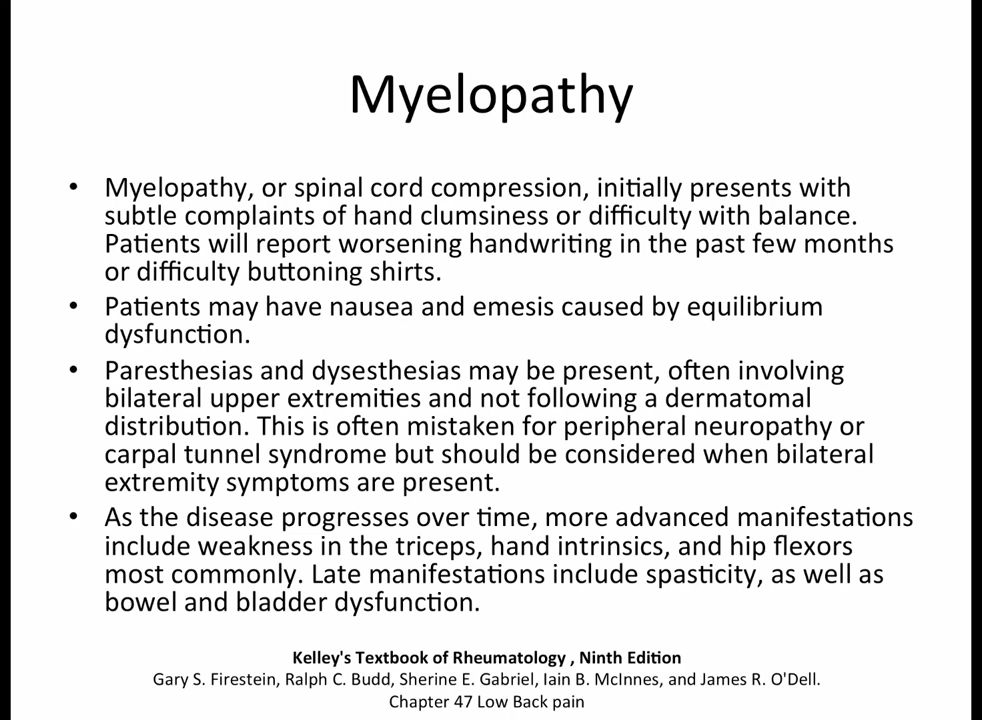 Myelopathy
• Myelopathy, or spinal cord compression, initially presents with
subtle complaints of hand clumsiness or difficulty with balance.
Patients will report worsening handwriting in the past few months
or difficulty buttoning shirts.
• Patients may have nausea and emesis caused by equilibrium
dysfunction.
• Paresthesias and dysesthesias may be present, often involving
bilateral upper extremities and not following a dermatomal
distribution. This is often mistaken for peripheral neuropathy or
carpal tunnel syndrome but should be considered when bilateral
extremity symptoms are present.
• As the disease progresses over time, more advanced manifestations
include weakness in the triceps, hand intrinsics, and hip flexors
most commonly. Late manifestations include spasticity, as well as
bowel and bladder dysfunction.
Kelley's Textbook of Rheumatology , Ninth Edition
Gary S. Firestein, Ralph C. Budd, Sherine E. Gabriel, Iain B. McInnes, and James R. O'Dell.
Chapter 47 Low Back pain